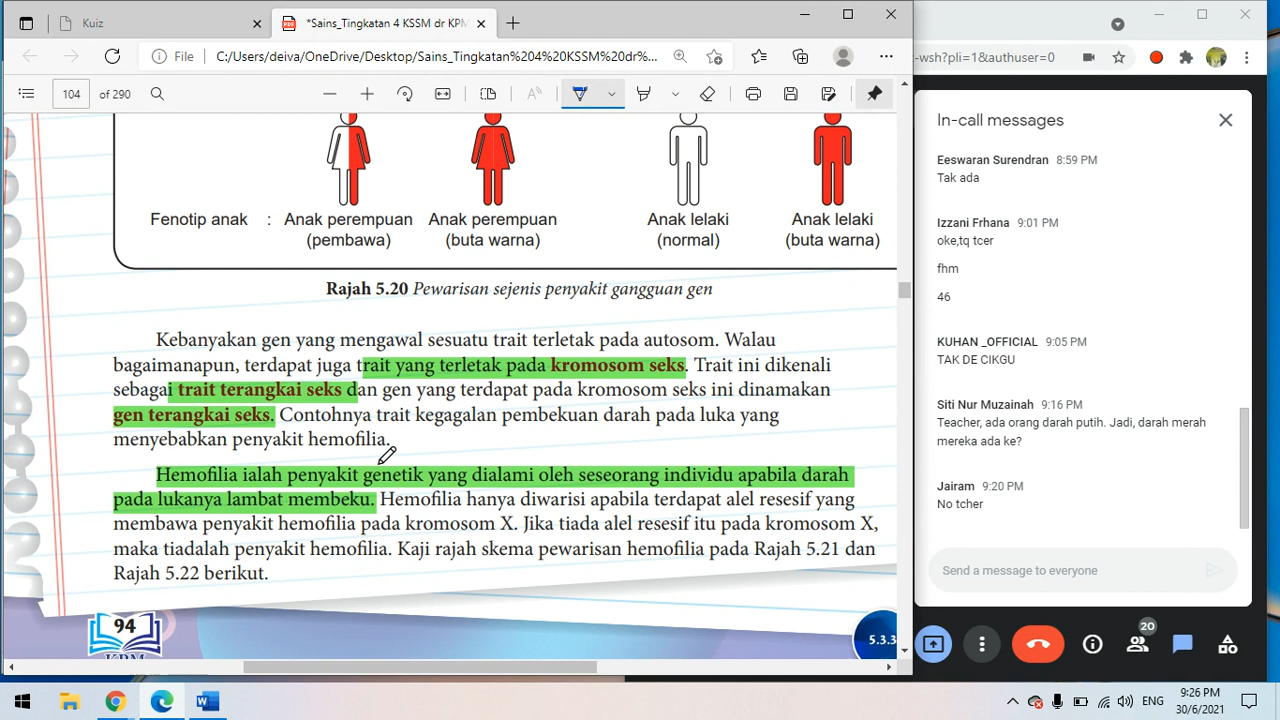 Kuiz
*Sains_Tingkatan 4 KSSM dr KPM
File
C:/Users/deiva/OneDrive/Desktop/Sains_Tingkatan%204%20KSSM%20dr%...
104 of 290
Fenotip anak : Anak perempuan Anak perempuan Anak lelaki Anak lelaki
(pembawa) (buta warna) (normal) (buta warna)
Rajah 5.20 Pewarisan sejenis penyakit gangguan gen
Kebanyakan gen yang mengawal sesuatu trait terletak pada autosom. Walau
bagaimanapun, terdapat juga trait yang terletak pada kromosom seks. Trait ini dikenali
sebagai trait terangkai seks dan gen yang terdapat pada kromosom seks ini dinamakan
gen terangkai seks. Contohnya trait kegagalan pembekuan darah pada luka yang
menyebabkan penyakit hemofilia.
Hemofilia ialah penyakit genetik yang dialami oleh seseorang individu apabila darah
pada lukanya lambat membeku. Hemofilia hanya diwarisi apabila terdapat alel resesif yang
membawa penyakit hemofilia pada kromosom X. Jika tiada alel resesif itu pada kromosom X,
maka tiadalah penyakit hemofilia. Kaji rajah skema pewarisan hemofilia pada Rajah 5.21 dan
Rajah 5.22 berikut.
94
KPM
5.3.3
-wsh?pli=1&authuser=0
In-call messages
Eeswaran Surendran 8:59 PM
Tak ada
Izzani Frhana 9:01 PM
oke,tq tcer
fhm
46
KUHAN _OFFICIAL 9:05 PM
TAK DE CIKGU
Siti Nur Muzainah 9:16 PM
Teacher, ada orang darah putih. Jadi, darah merah
mereka ada ke?
Jairam 9:20 PM
No tcher
Send a message to everyone
20
ENG
9:26 PM
30/6/2021